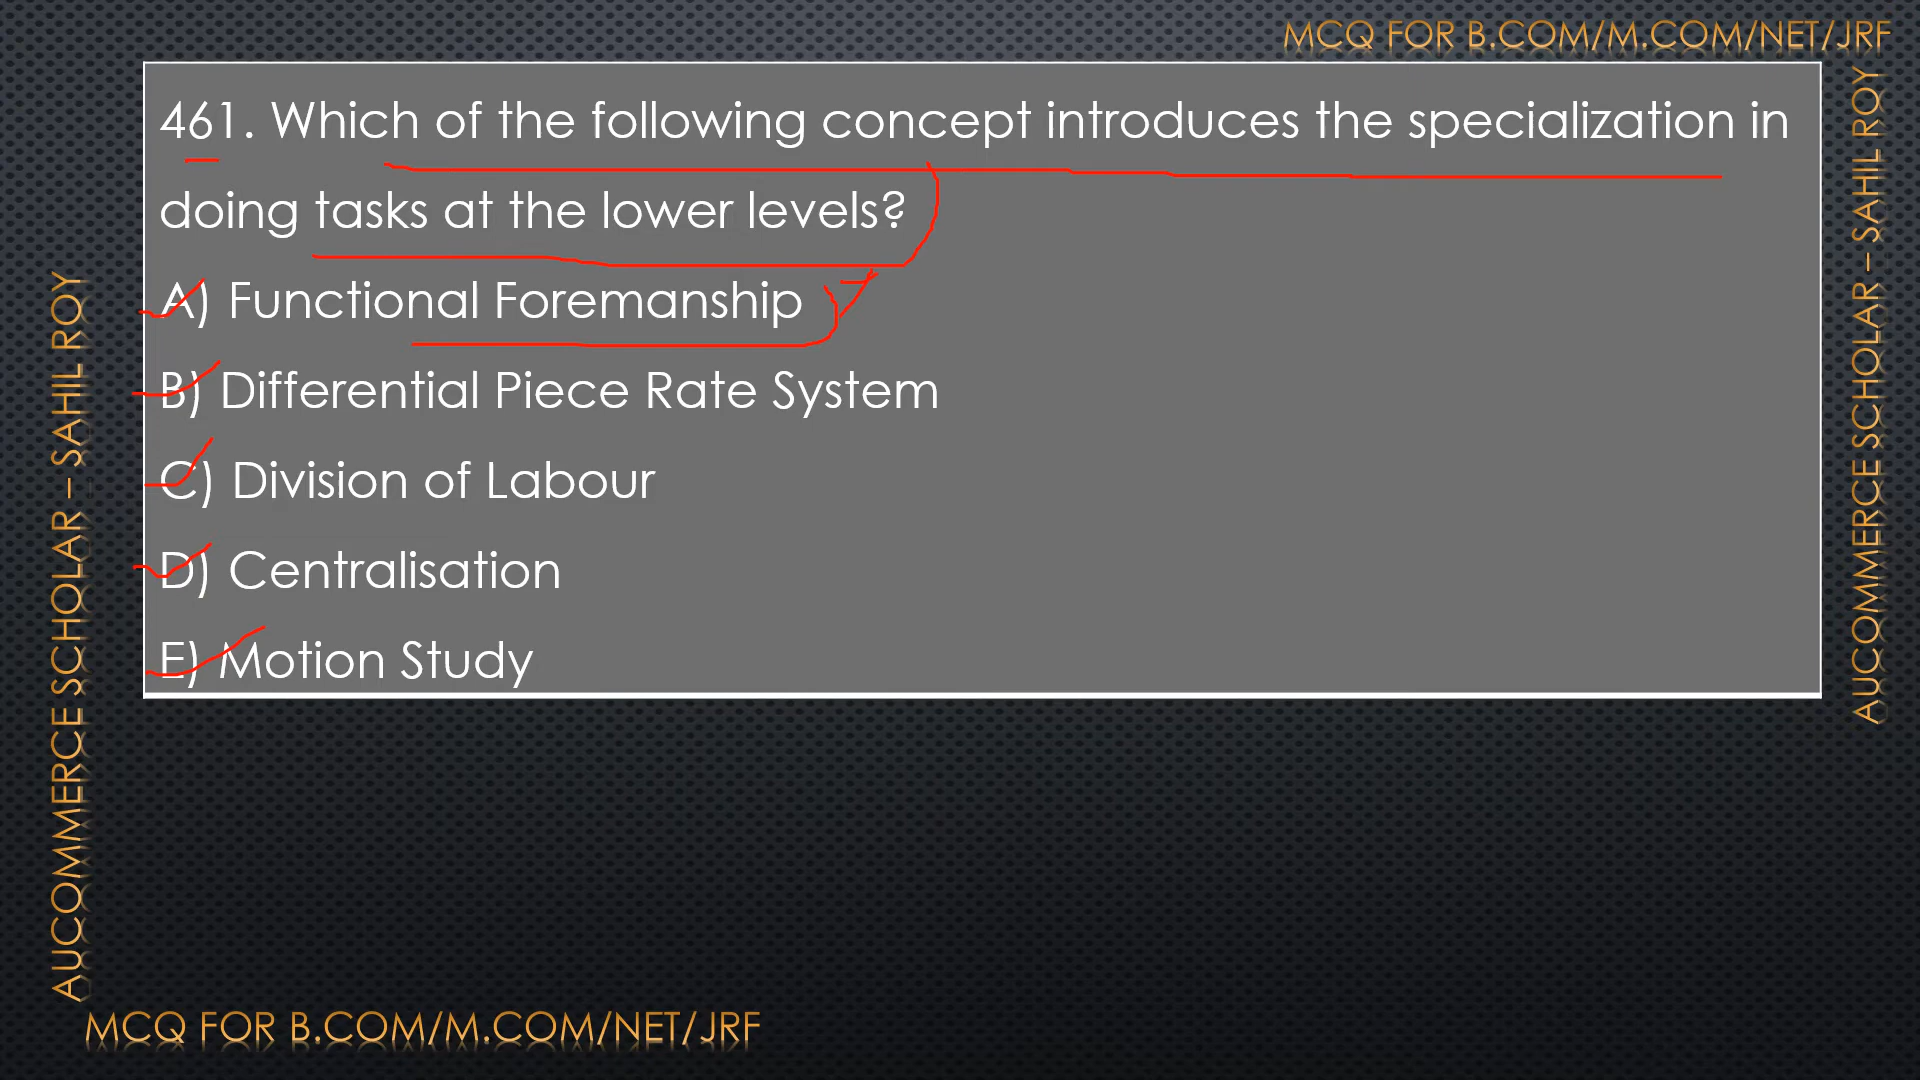 MCQ FOR B.COM/M.COM/NET/JRF
461. Which of the following concept introduces the specialization in
doing tasks at the lower levels?
A) Functional Foremanship
B) Differential Piece Rate System
C) Division of Labour
D) Centralisation
E) Motion Study
AUCOMMERCE SCHOLAR – SAHIL ROY
AUCOMMERCE SCHOLAR – SAHIL ROY
MCQ FOR B.COM/M.COM/NET/JRF